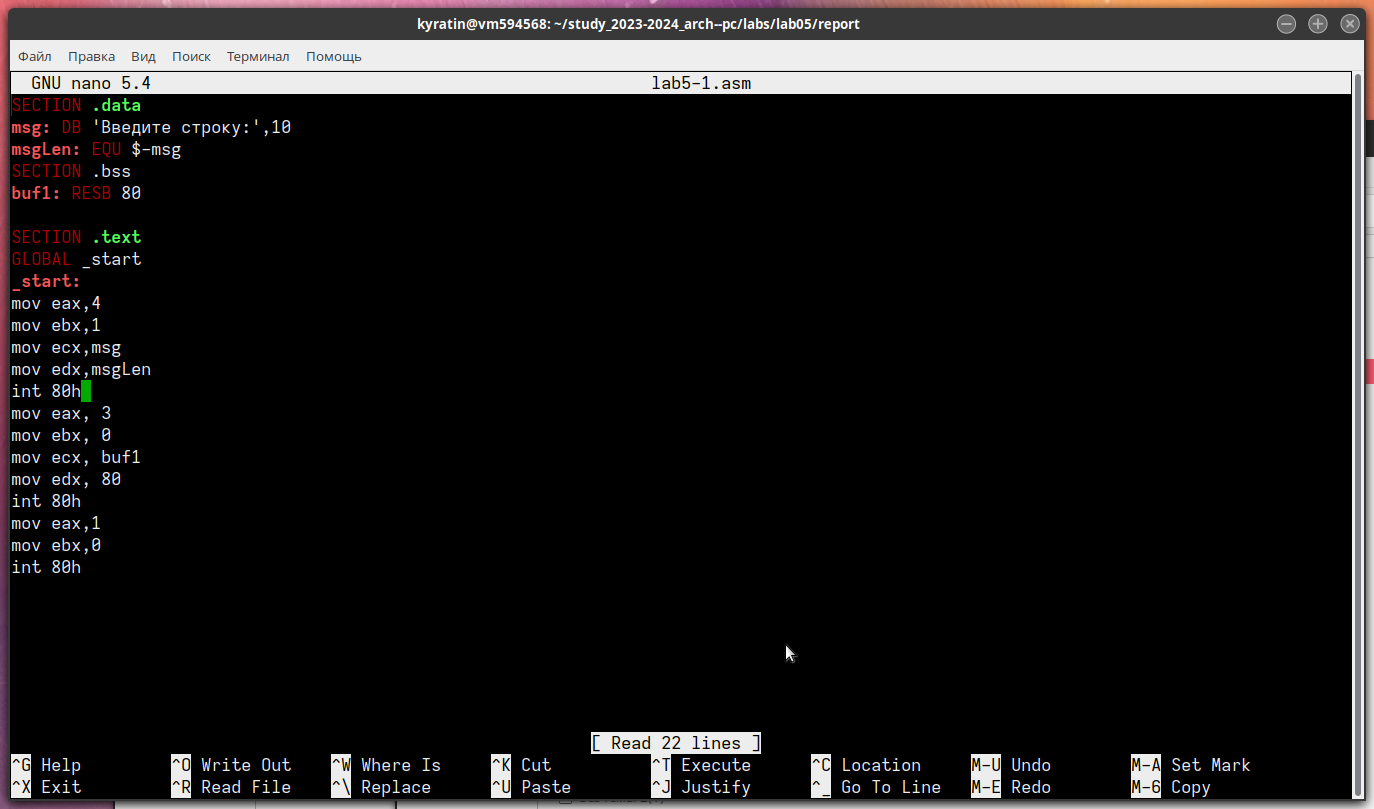 kyratin@vm594568: ~/study_2023-2024_arch--pc/labs/lab05/report
Файл Правка Вид Поиск Терминал Помощь
GNU nano 5.4 lab5-1.asm
SECTION .data
msg: DB 'Введите строку:',10
msgLen: EQU $-msg
SECTION .bss
buf1: RESB 80
SECTION .text
GLOBAL _start
_start:
mov eax,4
mov ebx,1
mov ecx,msg
mov edx,msgLen
int 80h
mov eax, 3
mov ebx, 0
mov ecx, buf1
mov edx, 80
int 80h
mov eax,1
mov ebx,0
int 80h
[ Read 22 lines ]
^G Help ^O Write Out ^W Where Is ^K Cut ^T Execute ^C Location M-U Undo M-A Set Mark
^X Exit ^R Read File ^\ Replace ^U Paste ^J Justify ^_ Go To Line M-E Redo M-6 Copy